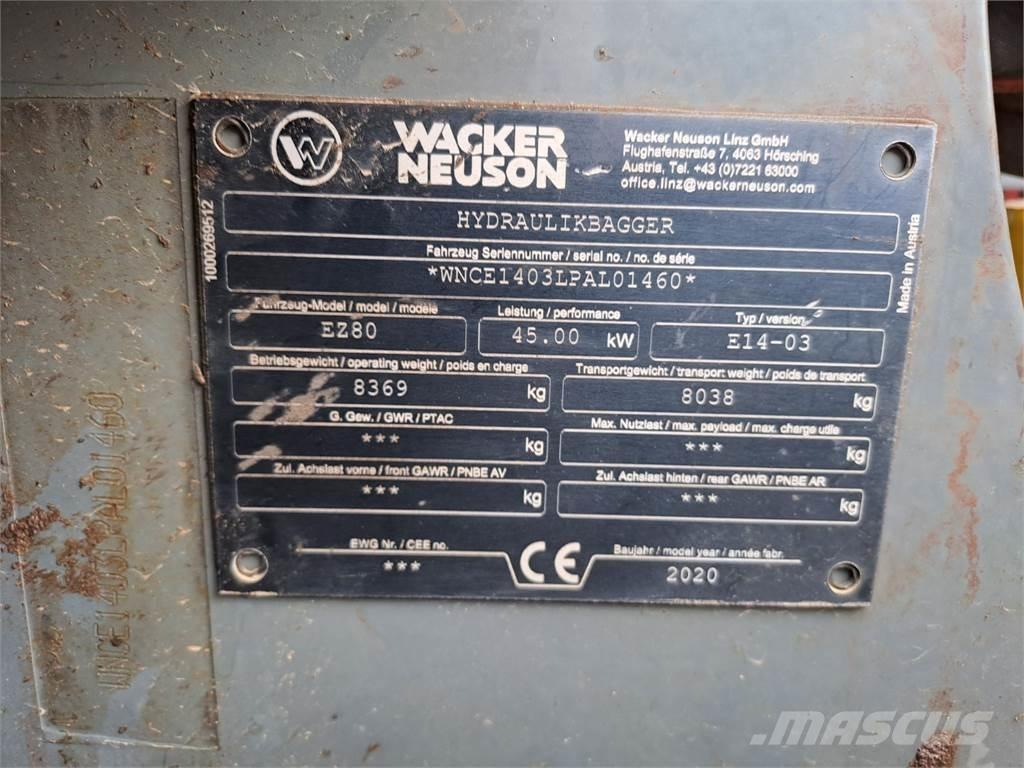 WACKER
NEUSON
Wacker Neuson Linz GmbH
Flughafenstraße 7, 4063 Hörsching
Austria, Tel. +43 (0)7221 63000
office.linz@wackerneuson.com
HYDRAULIKBAGGER
Fahrzeug Seriennummer / serial no. / no. de série
*WNCE1403LPAL01460*
Fahrzeug-Model / model / modèle
EZ80
Leistung / performance
45.00 kW
Typ / version
E14-03
Betriebsgewicht / operating weight / poids en charge
8369 kg
Transportgewicht / transport weight / poids de transport
8038 kg
G. Gew. / GWR / PTAC
*** kg
Max. Nutzlast / max. payload / max. charge utile
*** kg
Zul. Achslast vorne / front GAWR / PNBE AV
*** kg
Zul. Achslast hinten / rear GAWR / PNBE AR
*** kg
EWG Nr. / CEE no.
***
CE
Baujahr / model year / année fabr.
2020
1000269512
Made in Austria
WNCE1403LPAL01460
MASCUS